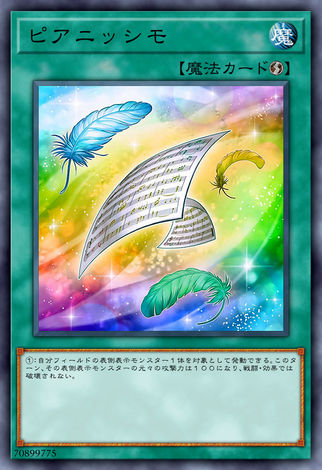 ピアニッシモ
魔
【魔法カード】
①:自分フィールドの表側表示モンスター1体を対象として発動できる。このター
ン、その表側表示モンスターの元々の攻撃力は100になり、戦闘・効果では
破壊されない。
70899775